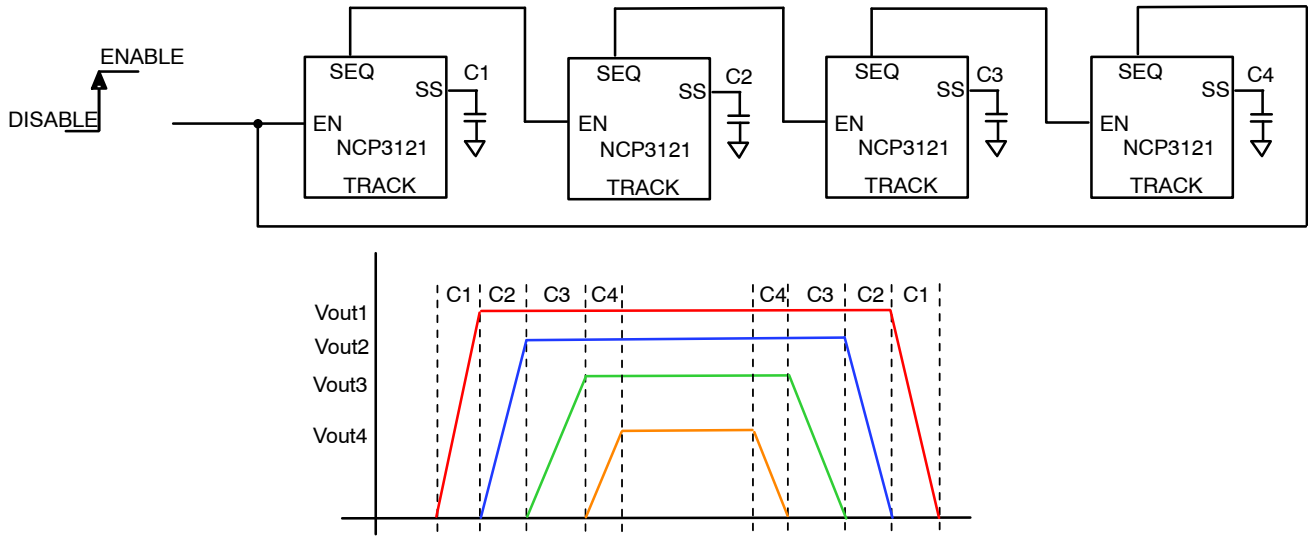 ENABLE
DISABLE
SEQ
C1
SS
EN
NCP3121
TRACK
SEQ
C2
SS
EN
NCP3121
TRACK
SEQ
C3
SS
EN
NCP3121
TRACK
SEQ
C4
SS
EN
NCP3121
TRACK
C1 C2 C3 C4 C4 C3 C2 C1
Vout1
Vout2
Vout3
Vout4